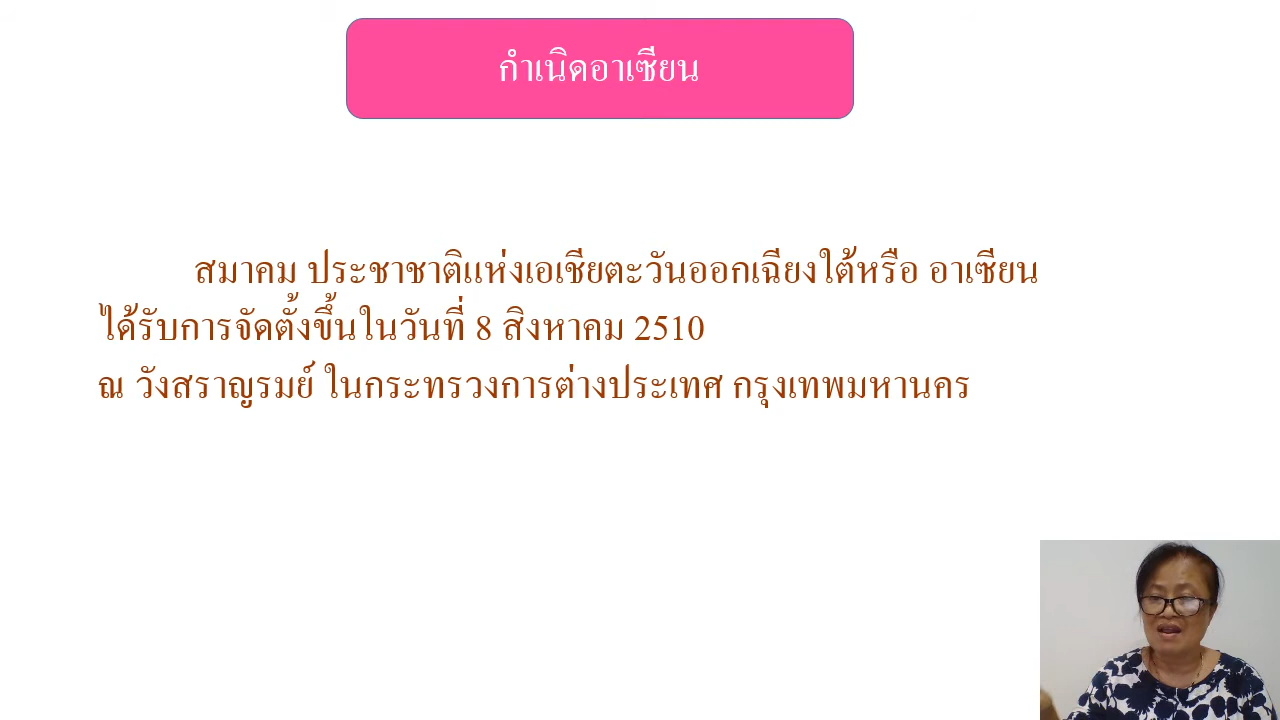 กำเนิดอาเซียน
สมาคม ประชาชาติแห่งเอเชียตะวันออกเฉียงใต้หรือ อาเซียน
ได้รับการจัดตั้งขึ้นในวันที่ 8 สิงหาคม 2510
ณ วังสราญรมย์ ในกระทรวงการต่างประเทศ กรุงเทพมหานคร